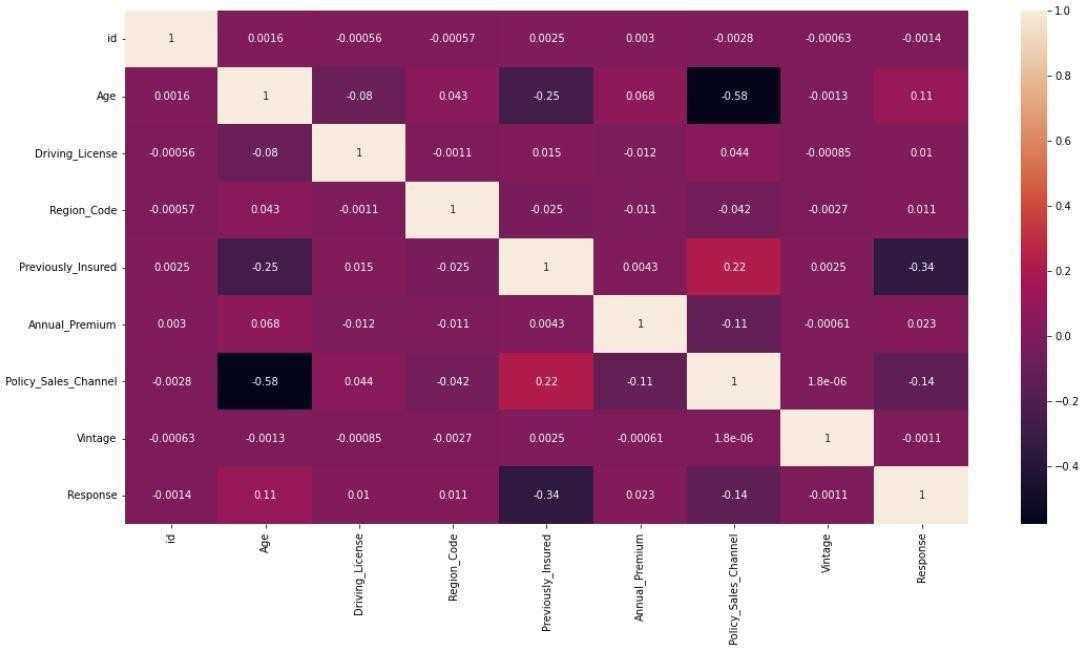 id 1 0.0016 -0.00056 -0.00057 0.0025 0.003 -0.0028 -0.00063 -0.0014
Age 0.0016 1 -0.08 0.043 -0.25 0.068 -0.58 -0.0013 0.11
Driving_License -0.00056 -0.08 1 -0.0011 0.015 -0.012 0.044 -0.00085 0.01
Region_Code -0.00057 0.043 -0.0011 1 -0.025 -0.011 -0.042 -0.0027 0.011
Previously_Insured 0.0025 -0.25 0.015 -0.025 1 0.0043 0.22 0.0025 -0.34
Annual_Premium 0.003 0.068 -0.012 -0.011 0.0043 1 -0.11 -0.00061 0.023
Policy_Sales_Channel -0.0028 -0.58 0.044 -0.042 0.22 -0.11 1 1.8e-06 -0.14
Vintage -0.00063 -0.0013 -0.00085 -0.0027 0.0025 -0.00061 1.8e-06 1 -0.0011
Response -0.0014 0.11 0.01 0.011 -0.34 0.023 -0.14 -0.0011 1
id Age Driving_License Region_Code Previously_Insured Annual_Premium Policy_Sales_Channel Vintage Response
1.0
0.8
0.6
0.4
0.2
0.0
−0.2
−0.4